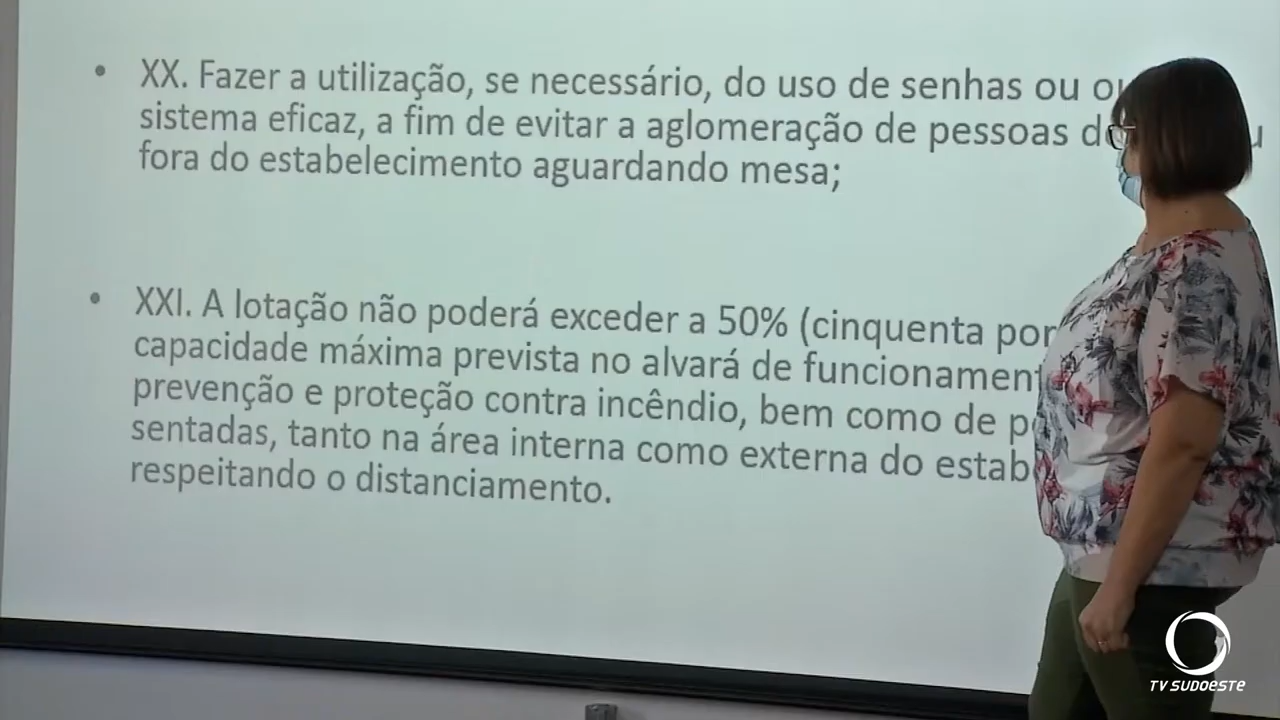 • XX. Fazer a utilização, se necessário, do uso de senhas ou
sistema eficaz, a fim de evitar a aglomeração de pessoas
fora do estabelecimento aguardando mesa;
• XXI. A lotação não poderá exceder a 50% (cinquenta por
capacidade máxima prevista no alvará de
prevenção e proteção contra incêndio, bem como de
sentadas, tanto na área interna como externa do
respeitando o distanciamento.
TV SUDOESTE